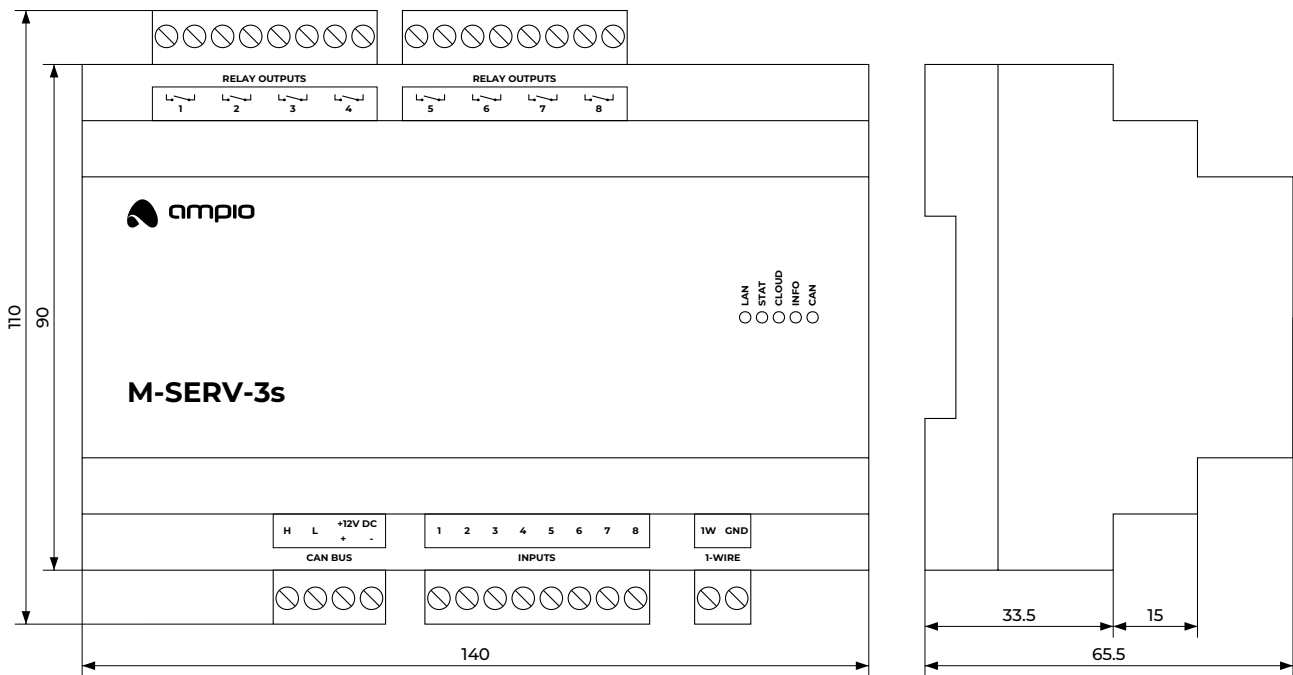 RELAY OUTPUTS
RELAY OUTPUTS
1 2 3 4
5 6 7 8
ampio
LAN
STAT
CLOUD
INFO
CAN
M-SERV-3s
110
90
H L +12V DC
+ -
CAN BUS
1 2 3 4 5 6 7 8
INPUTS
1W GND
1-WIRE
140
33.5
15
65.5